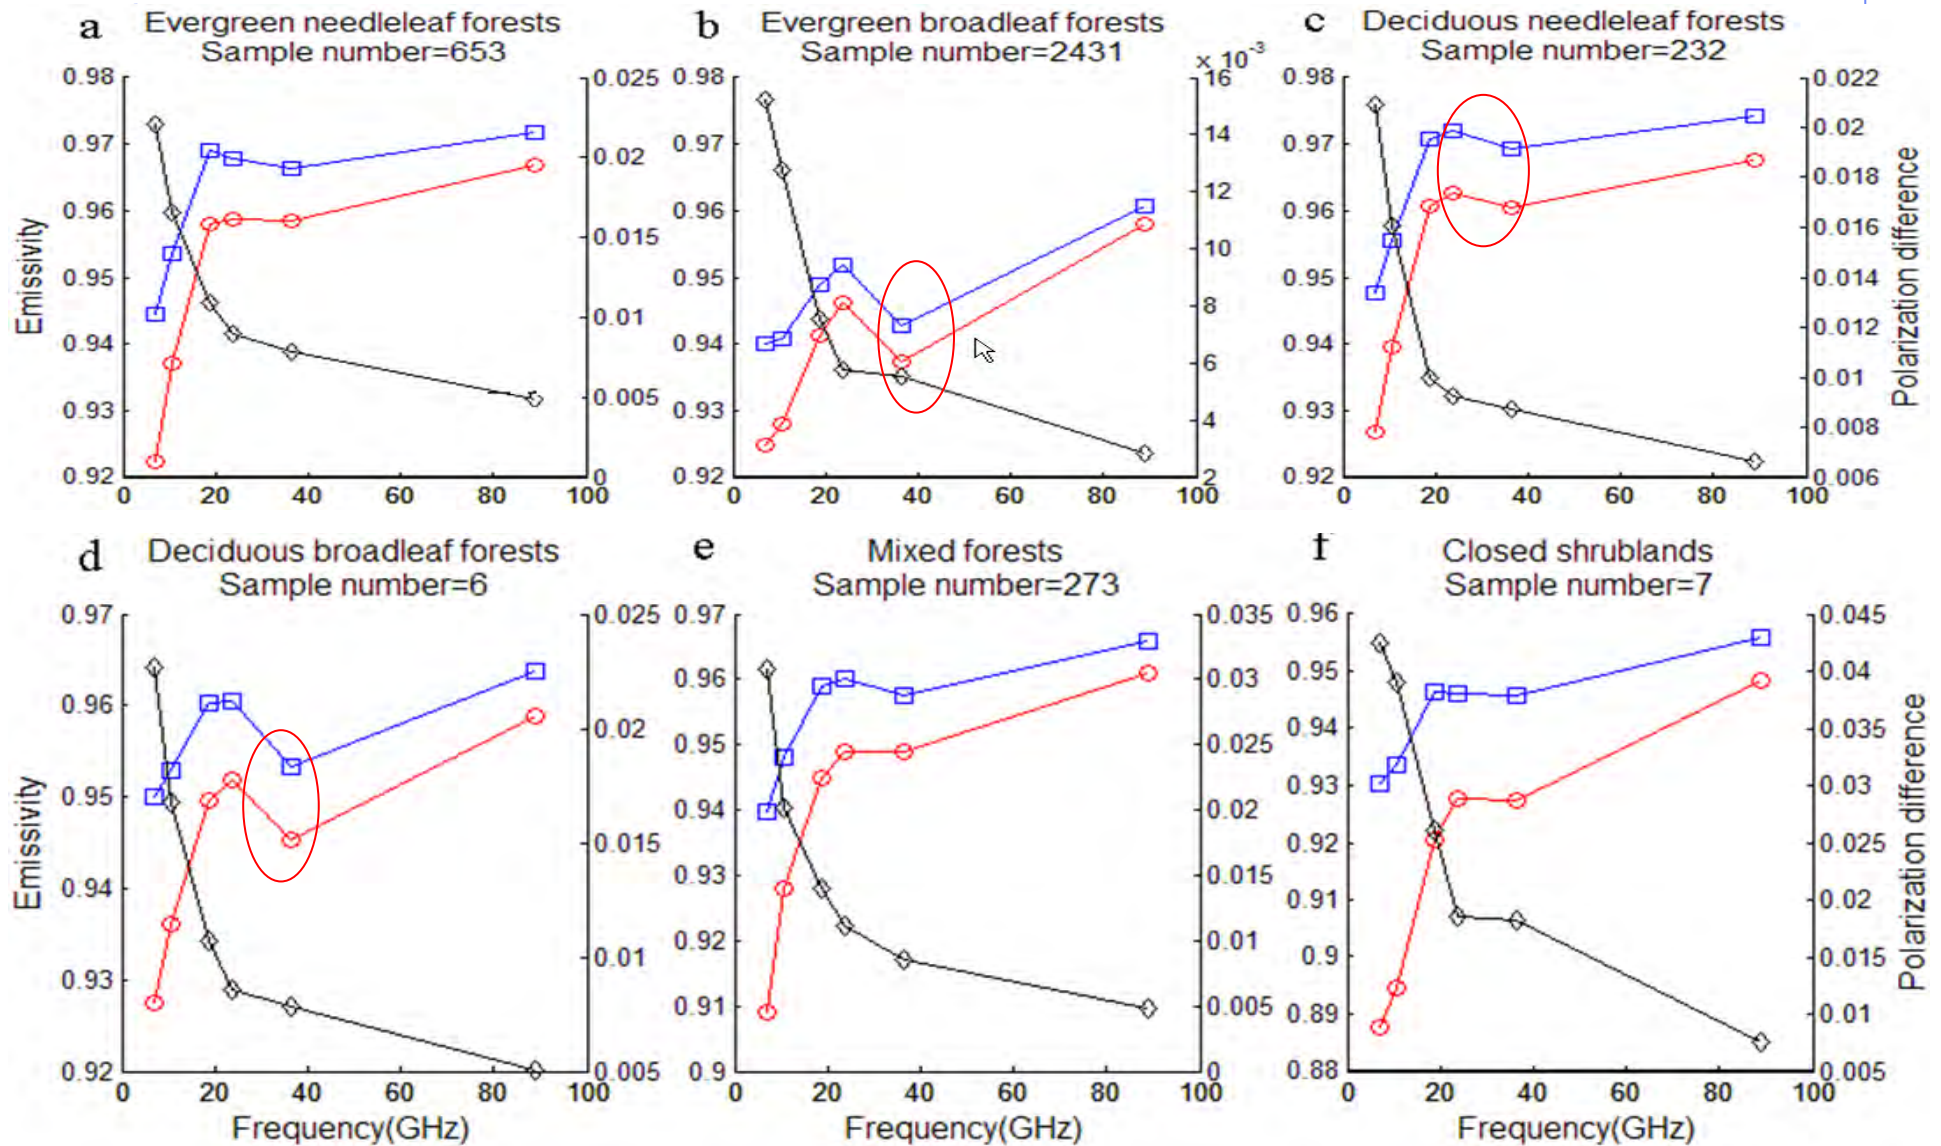 a
Evergreen needleleaf forests
Sample number=653
Emissivity
0.98
0.97
0.96
0.95
0.94
0.93
0.92
0.025
0.02
0.015
0.01
0.005
0
0 20 40 60 80 100
b
Evergreen broadleaf forests
Sample number=2431
× 10⁻³
0.98
0.97
0.96
0.95
0.94
0.93
0.92
16
14
12
10
8
6
4
2
0 20 40 60 80 100
c
Deciduous needleleaf forests
Sample number=232
0.98
0.97
0.96
0.95
0.94
0.93
0.92
0.022
0.02
0.018
0.016
0.014
0.012
0.01
0.008
0.006
Polarization difference
0 20 40 60 80 100
d
Deciduous broadleaf forests
Sample number=6
Emissivity
0.97
0.96
0.95
0.94
0.93
0.92
0.025
0.02
0.015
0.01
0.005
0 20 40 60 80 100
Frequency(GHz)
e
Mixed forests
Sample number=273
0.97
0.96
0.95
0.94
0.93
0.92
0.91
0.9
0.035
0.03
0.025
0.02
0.015
0.01
0.005
0
0 20 40 60 80 100
Frequency(GHz)
f
Closed shrublands
Sample number=7
0.96
0.95
0.94
0.93
0.92
0.91
0.9
0.89
0.88
0.045
0.04
0.035
0.03
0.025
0.02
0.015
0.01
0.005
Polarization difference
0 20 40 60 80 100
Frequency(GHz)